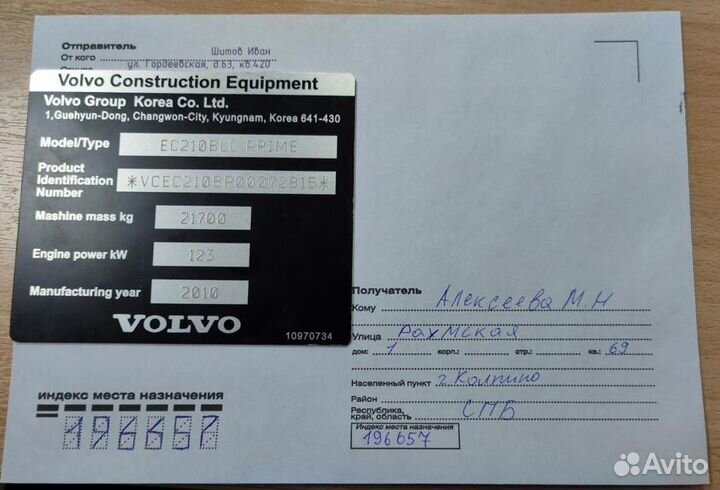 Отправитель
От кого Шитов Иван
ул. Гордеевская, д.63, кв.420
Volvo Construction Equipment
Volvo Group Korea Co. Ltd.
1,Guehyun-Dong, Changwon-City, Kyungnam, Korea 641-430
Model/Type EC210BLC PRIME
Product Identification Number *VCEC210BP00072816*
Mashine mass kg 21700
Engine power kW 123
Manufacturing year 2010
VOLVO
10970734
Получатель
Кому Алексеева М.Н
Улица Рахмская
дом: 1 корп.: стр.: кв.: 69
Населенный пункт г. Колпино
Район
Республика, край, область СПБ
Индекс места назначения
196657
индекс места назначения
196657
Avito